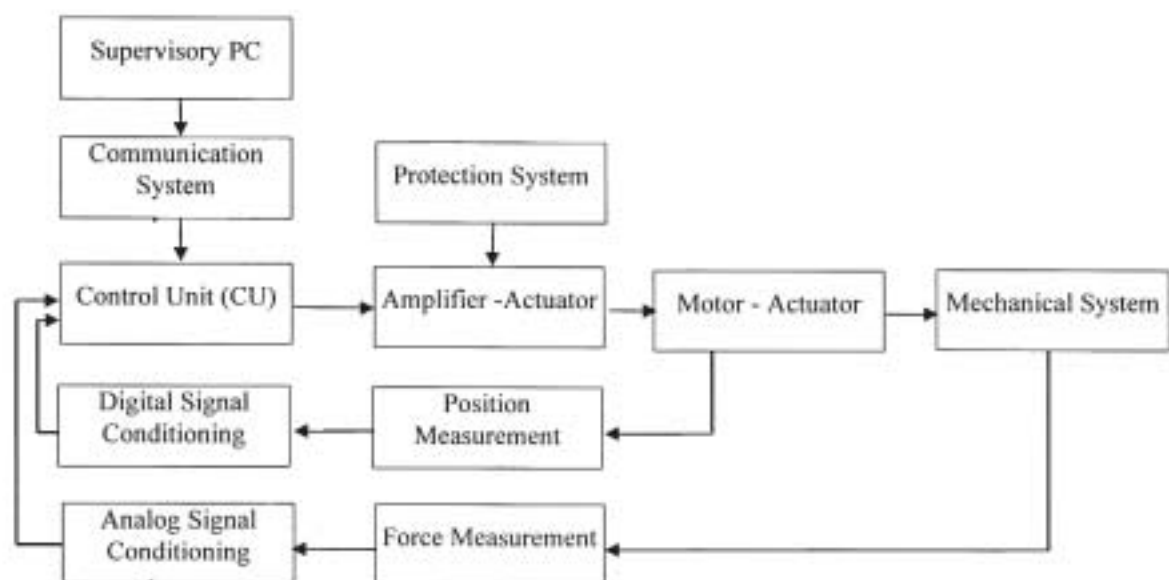 Supervisory PC
Communication
System
Protection System
Control Unit (CU)
Amplifier -Actuator
Motor - Actuator
Mechanical System
Digital Signal
Conditioning
Position
Measurement
Analog Signal
Conditioning
Force Measurement